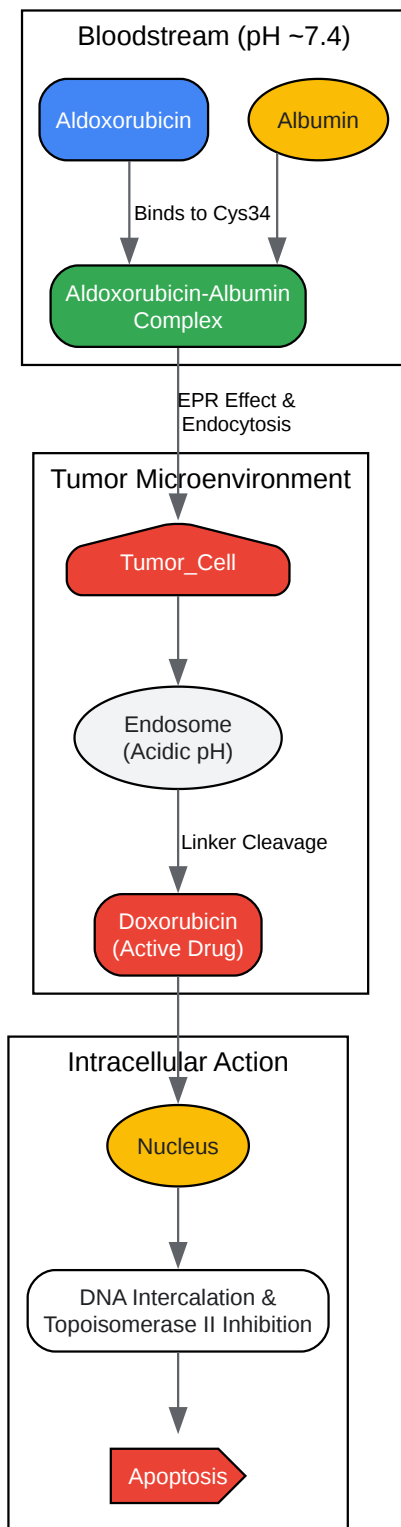 Bloodstream (pH ~7.4)
Aldoxorubicin
Albumin
Binds to Cys34
Aldoxorubicin-Albumin
Complex
EPR Effect &
Endocytosis
Tumor Microenvironment
Tumor_Cell
Endosome
(Acidic pH)
Linker Cleavage
Doxorubicin
(Active Drug)
Intracellular Action
Nucleus
DNA Intercalation &
Topoisomerase II Inhibition
Apoptosis